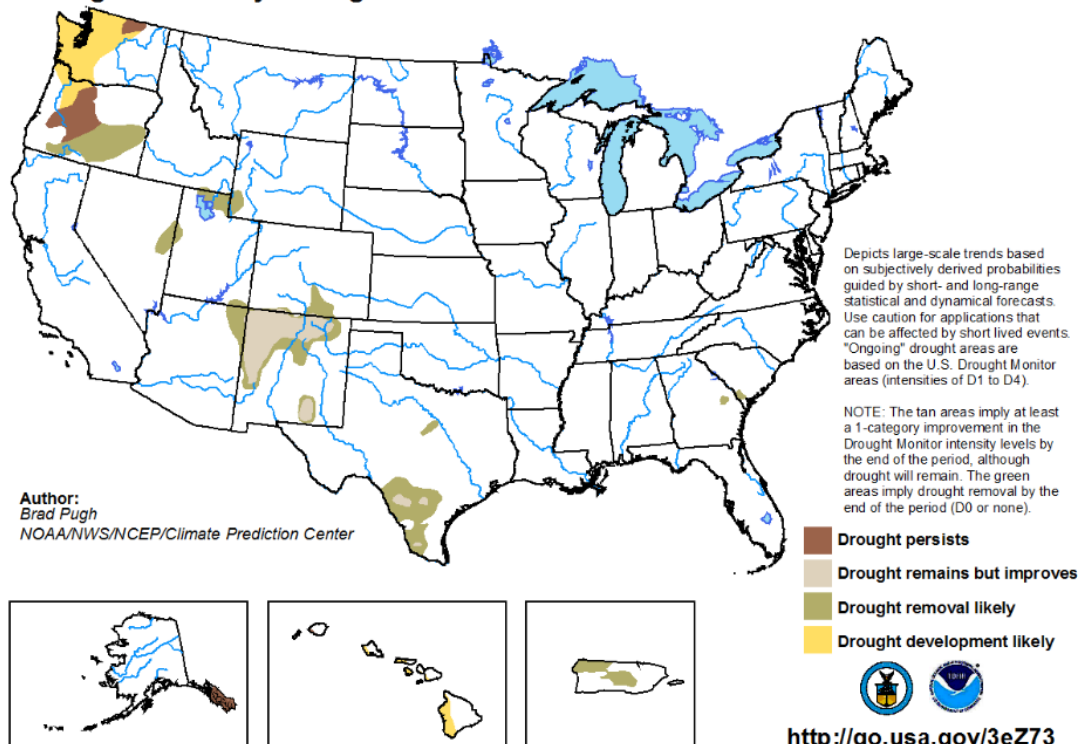 Depicts large-scale trends based
on subjectively derived probabilities
guided by short- and long-range
statistical and dynamical forecasts.
Use caution for applications that
can be affected by short lived events.
"Ongoing" drought areas are
based on the U.S. Drought Monitor
areas (intensities of D1 to D4).
NOTE: The tan areas imply at least
a 1-category improvement in the
Drought Monitor intensity levels by
the end of the period, although
drought will remain. The green
areas imply drought removal by the
end of the period (D0 or none).
Author:
Brad Pugh
NOAA/NWS/NCEP/Climate Prediction Center
Drought persists
Drought remains but improves
Drought removal likely
Drought development likely
http://go.usa.gov/3eZ73